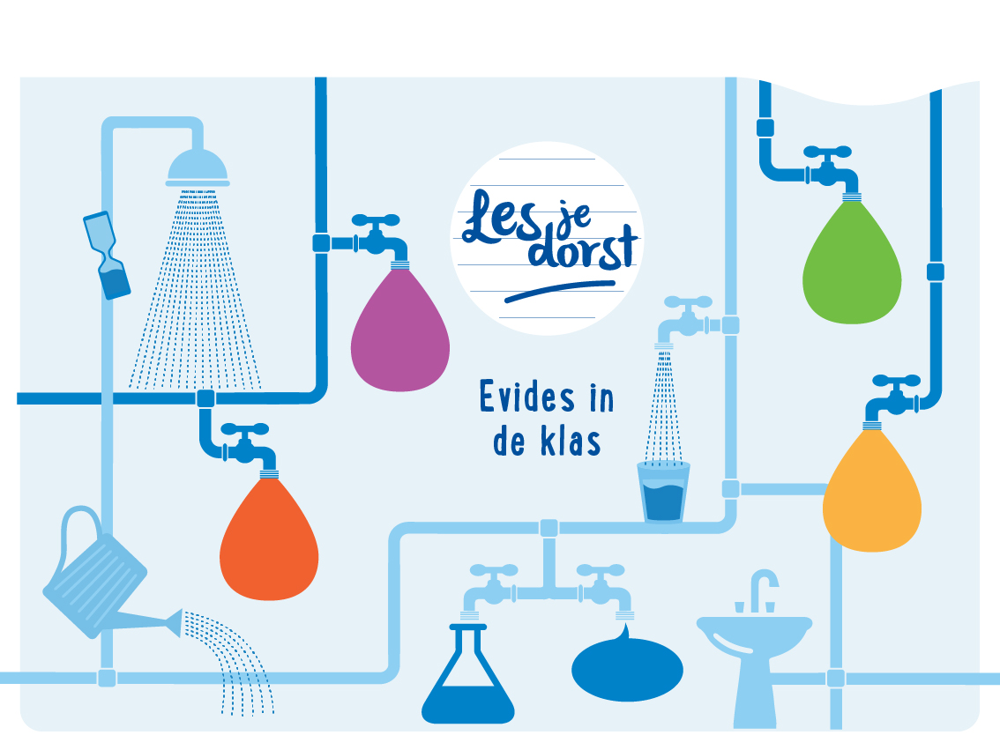 Les je
dorst
Evides in
de klas